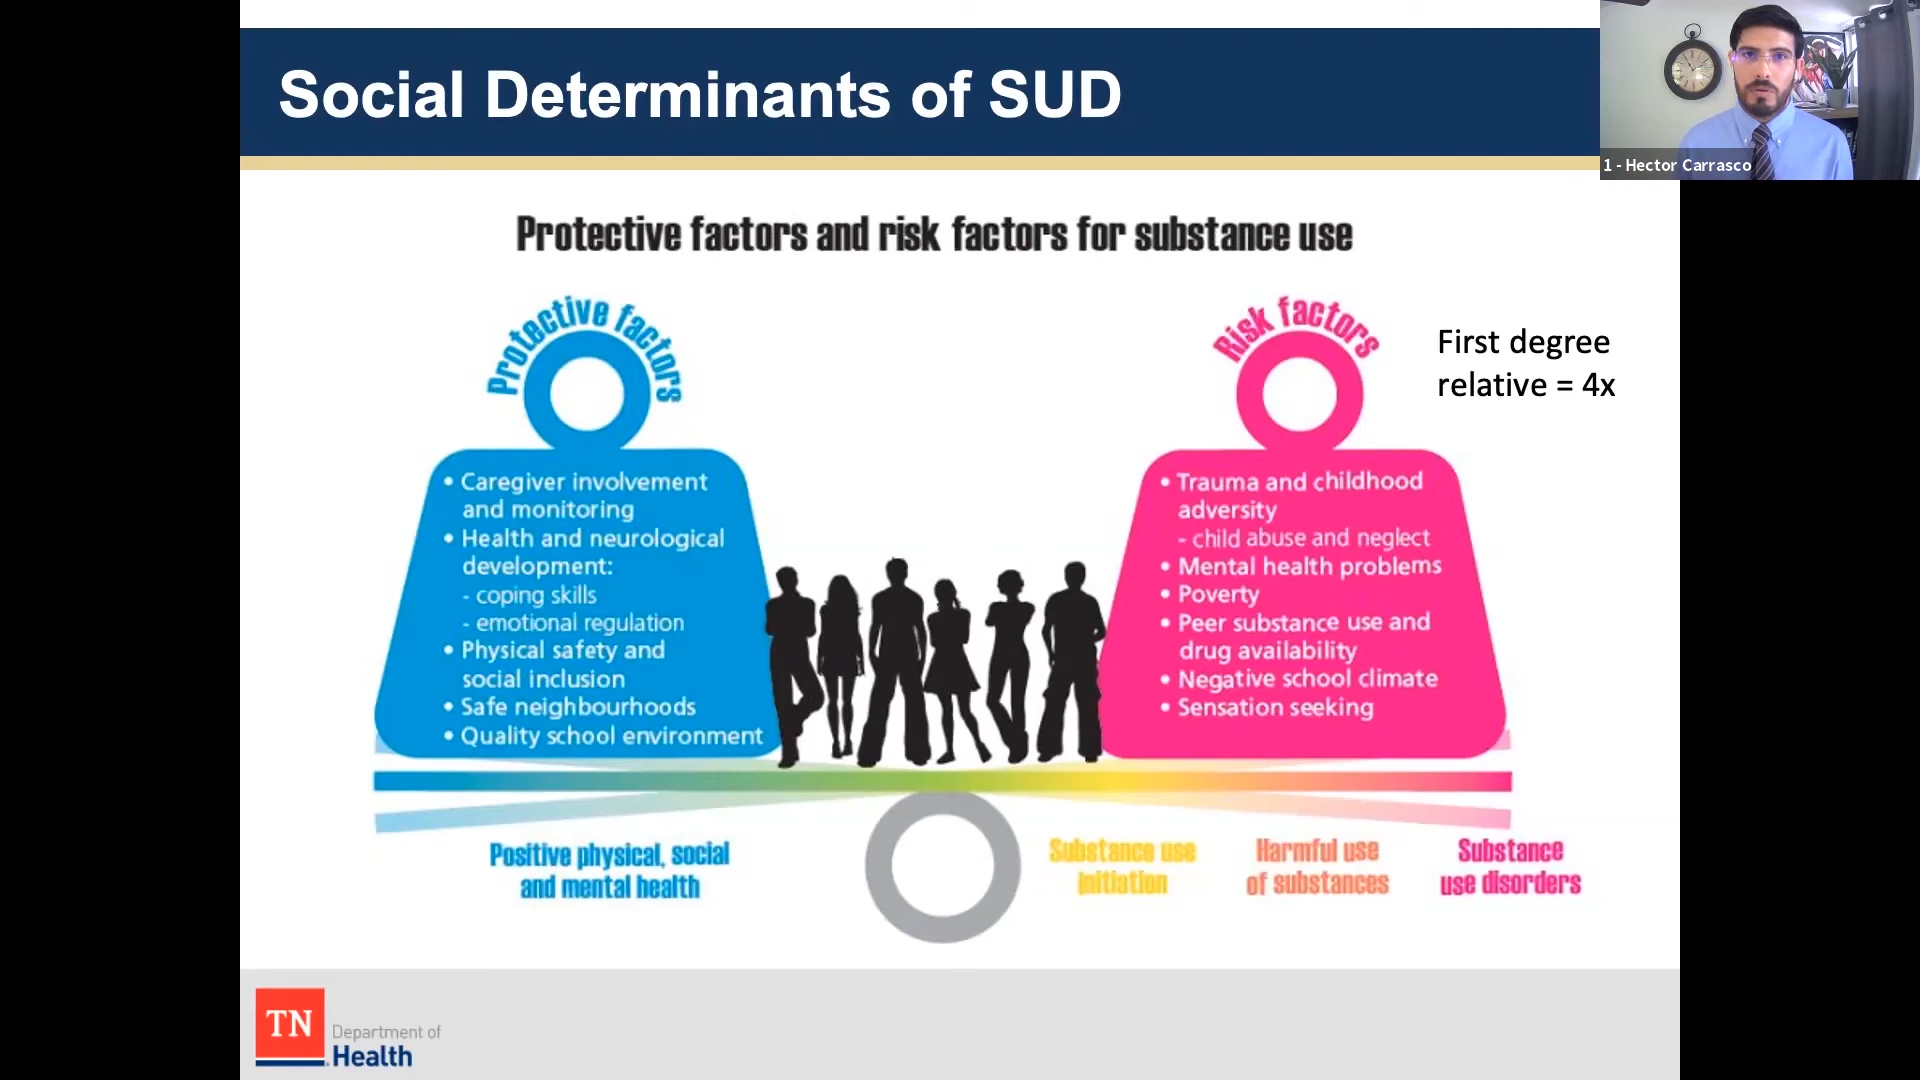 Social Determinants of SUD
1 - Hector Carrasco
Protective factors and risk factors for substance use
Protective factors
• Caregiver involvement
and monitoring
• Health and neurological
development:
- coping skills
- emotional regulation
• Physical safety and
social inclusion
• Safe neighbourhoods
• Quality school environment
Risk factors
First degree
relative = 4x
• Trauma and childhood
adversity
- child abuse and neglect
• Mental health problems
• Poverty
• Peer substance use and
drug availability
• Negative school climate
• Sensation seeking
Positive physical, social
and mental health
Substance use
initiation
Harmful use
of substances
Substance
use disorders
TN
Department of
Health